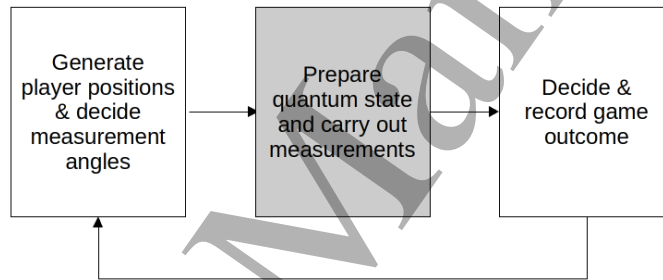 Generate
player positions
& decide
measurement
angles
Prepare
quantum state
and carry out
measurements
Decide &
record game
outcome